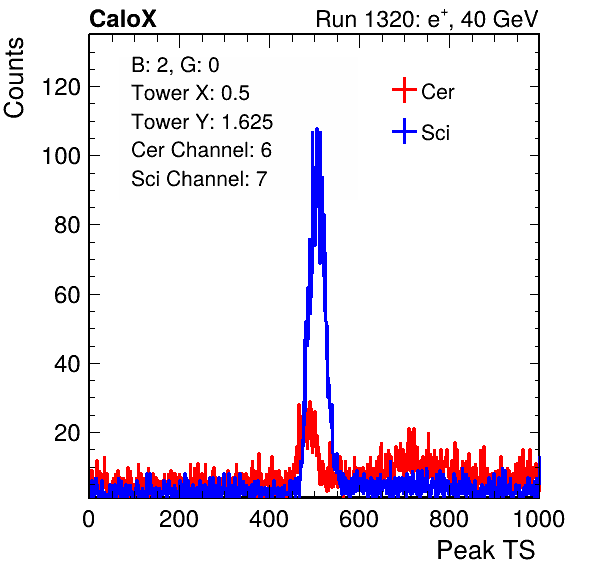 CaloX Run 1320: e⁺, 40 GeV
B: 2, G: 0
Tower X: 0.5
Tower Y: 1.625
Cer Channel: 6
Sci Channel: 7
Cer
Sci
Counts
120
100
80
60
40
20
0 200 400 600 800 1000
Peak TS